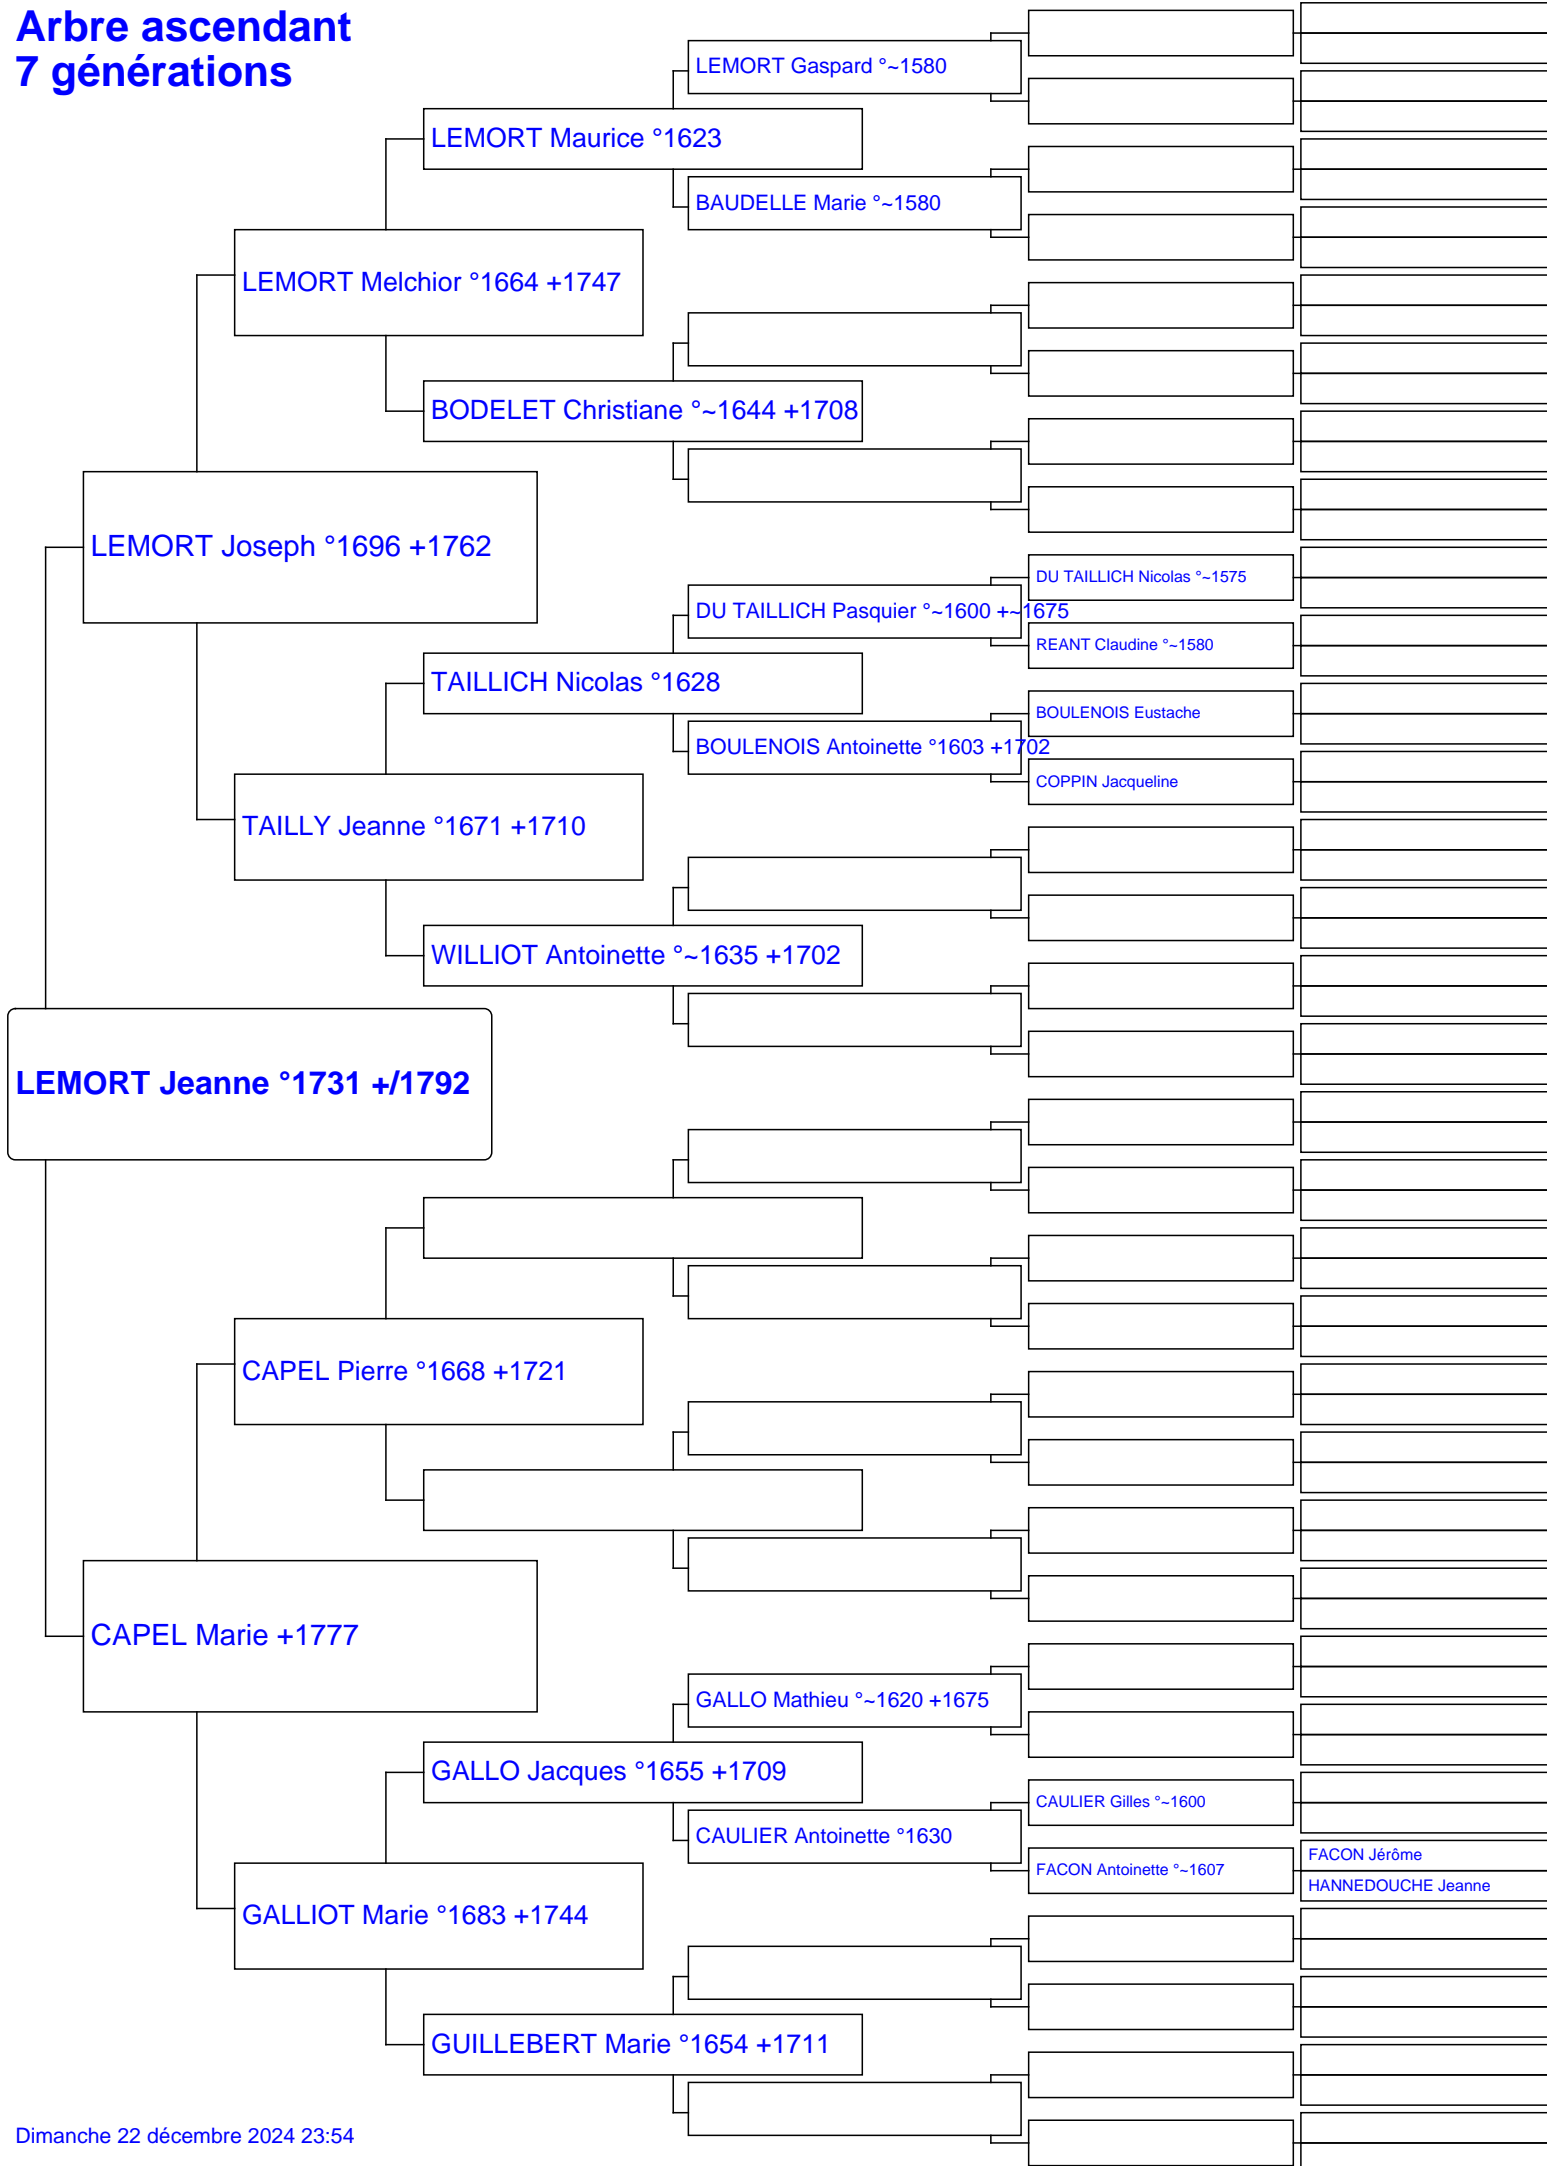 Arbre ascendant
7 générations
LEMORT Gaspard °~1580
LEMORT Maurice °1623
BAUDELLE Marie °~1580
LEMORT Melchior °1664 +1747
BODELET Christiane °~1644 +1708
LEMORT Joseph °1696 +1762
DU TAILLICH Nicolas °~1575
DU TAILLICH Pasquier °~1600 +~1675
REANT Claudine °~1580
TAILLICH Nicolas °1628
BOULENOIS Eustache
BOULENOIS Antoinette °1603 +1702
COPPIN Jacqueline
TAILLY Jeanne °1671 +1710
WILLIOT Antoinette °~1635 +1702
LEMORT Jeanne °1731 +/1792
CAPEL Pierre °1668 +1721
CAPEL Marie +1777
GALLO Mathieu °~1620 +1675
GALLO Jacques °1655 +1709
CAULIER Gilles °~1600
CAULIER Antoinette °1630
FACON Jérôme
FACON Antoinette °~1607
HANNEDOUCHE Jeanne
GALLIOT Marie °1683 +1744
GUILLEBERT Marie °1654 +1711
Dimanche 22 décembre 2024 23:54